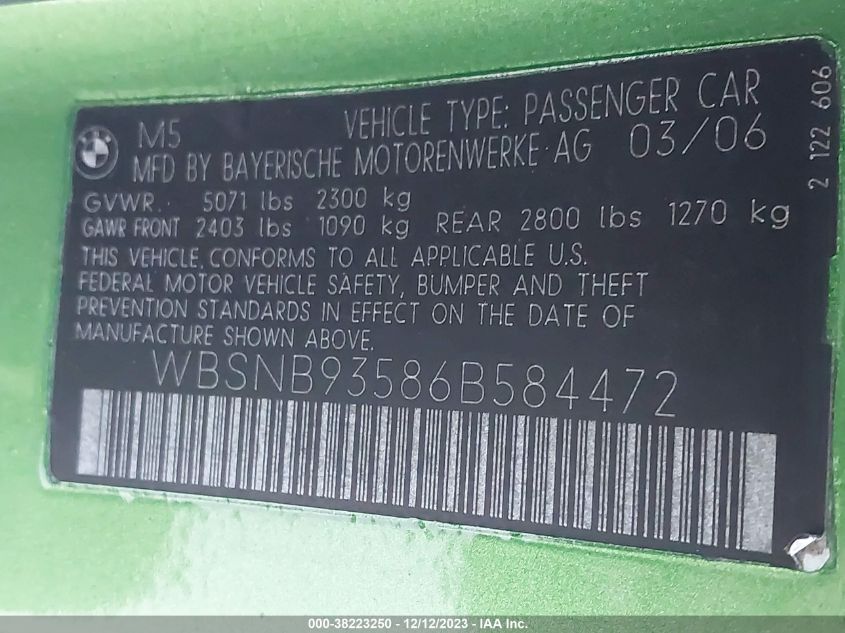 M5 VEHICLE TYPE: PASSENGER CAR
MFD BY BAYERISCHE MOTORENWERKE AG 03/06
GVWR. 5071 lbs 2300 kg
GAWR FRONT 2403 lbs 1090 kg REAR 2800 lbs 1270 kg
THIS VEHICLE CONFORMS TO ALL APPLICABLE U.S.
FEDERAL MOTOR VEHICLE SAFETY, BUMPER AND THEFT
PREVENTION STANDARDS IN EFFECT ON THE DATE OF
MANUFACTURE SHOWN ABOVE.
WBSNB93586B584472
2 122 606
000-38223250 - 12/12/2023 - IAA Inc.